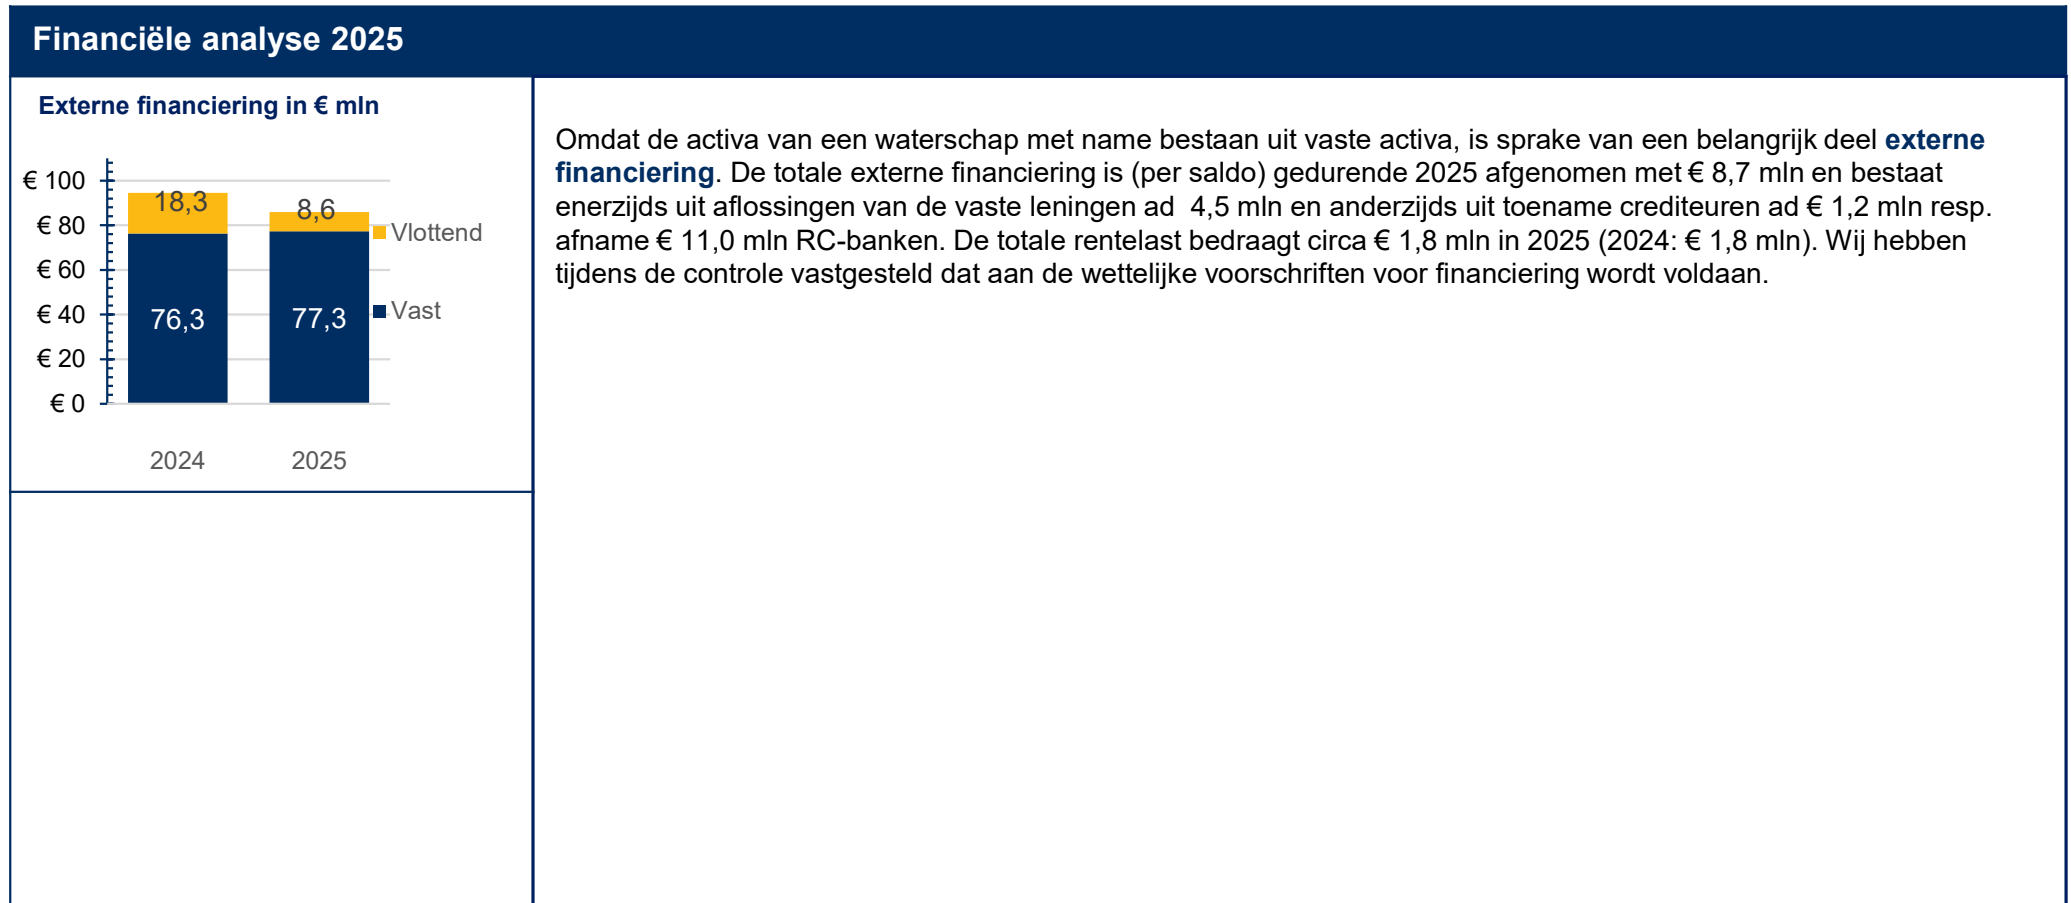 Financiële analyse 2025
Externe financiering in € mln
€ 100
€ 80
€ 60
€ 40
€ 20
€ 0
18,3
8,6
76,3
77,3
Vlottend
Vast
2024
2025
Omdat de activa van een waterschap met name bestaan uit vaste activa, is sprake van een belangrijk deel externe
financiering. De totale externe financiering is (per saldo) gedurende 2025 afgenomen met € 8,7 mln en bestaat
enerzijds uit aflossingen van de vaste leningen ad  4,5 mln en anderzijds uit toename crediteuren ad € 1,2 mln resp.
afname € 11,0 mln RC-banken. De totale rentelast bedraagt circa € 1,8 mln in 2025 (2024: € 1,8 mln). Wij hebben
tijdens de controle vastgesteld dat aan de wettelijke voorschriften voor financiering wordt voldaan.